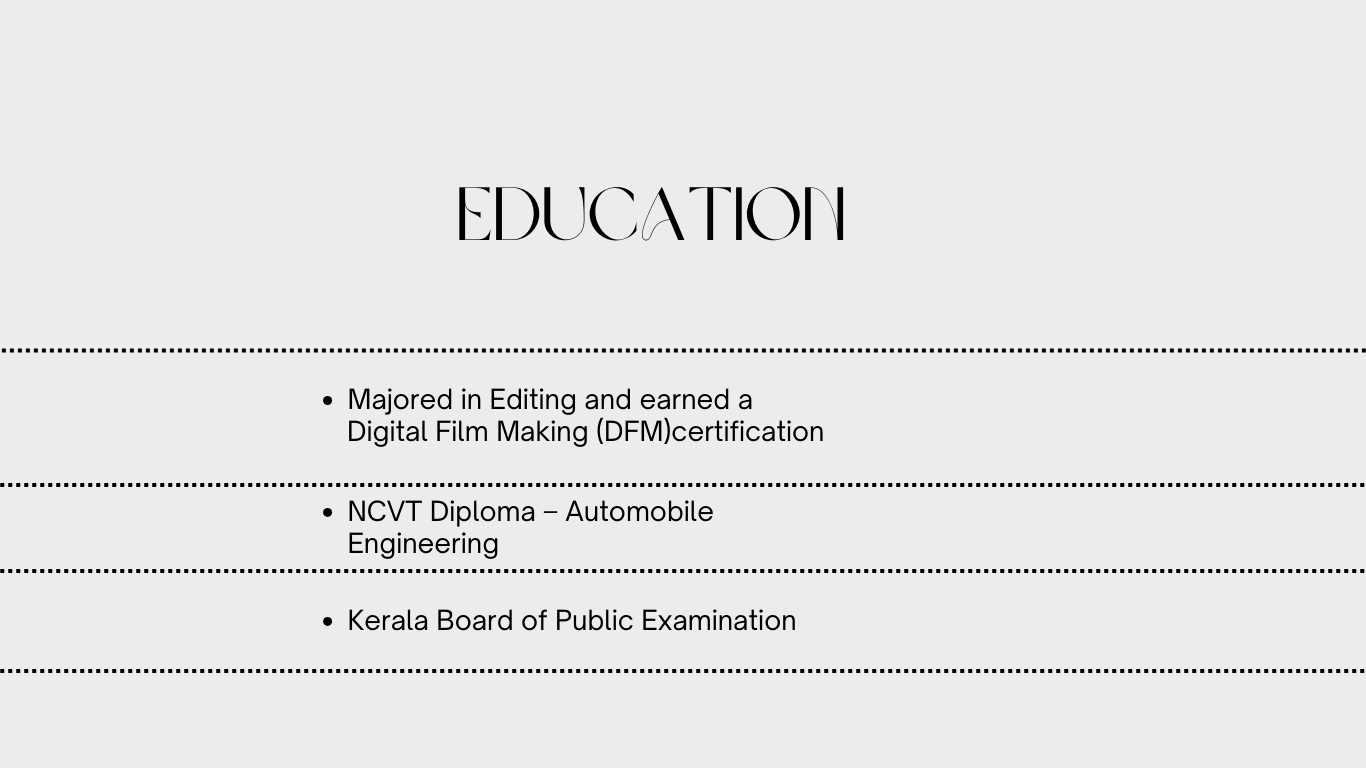 EDUCATION
• Majored in Editing and earned a
Digital Film Making (DFM)certification
• NCVT Diploma – Automobile
Engineering
• Kerala Board of Public Examination